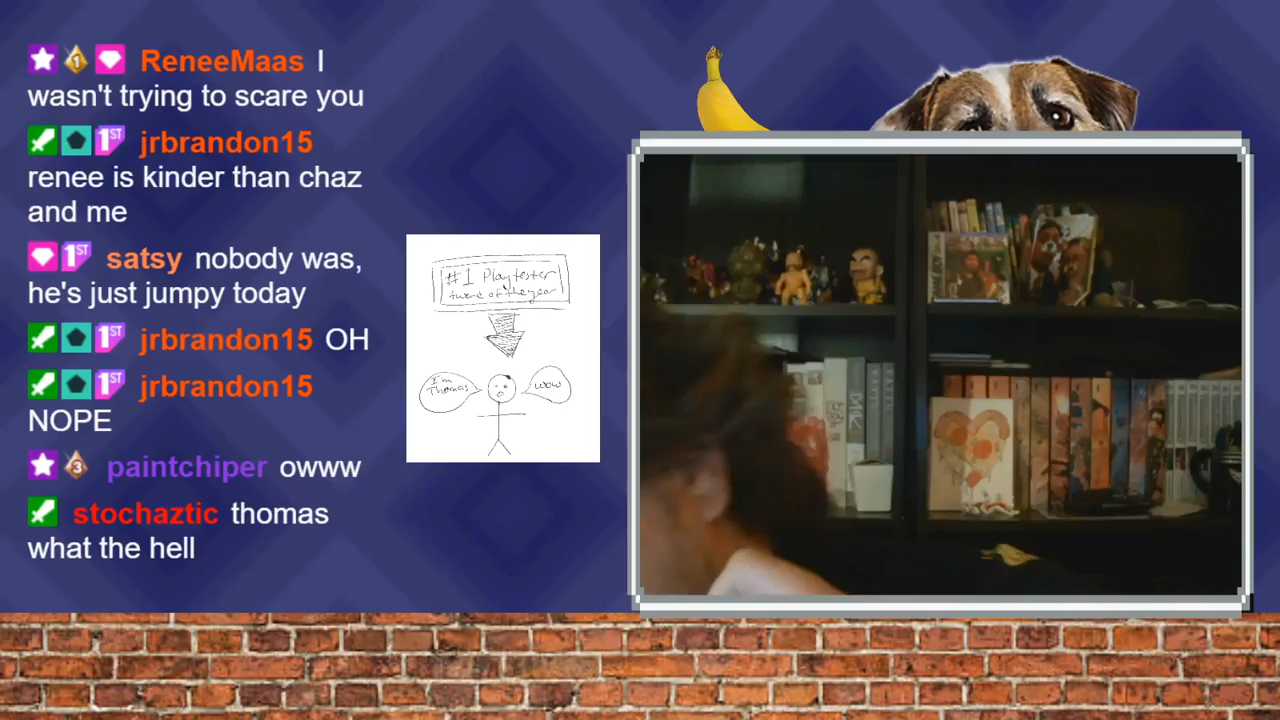 ReneeMaas I
wasn't trying to scare you
jrbrandon15
renee is kinder than chaz
and me
satsy nobody was,
he's just jumpy today
jrbrandon15 OH
jrbrandon15
NOPE
paintchiper owww
stochaztic thomas
what the hell
#1 Playtester
of the year
I'm
Thomas
wow